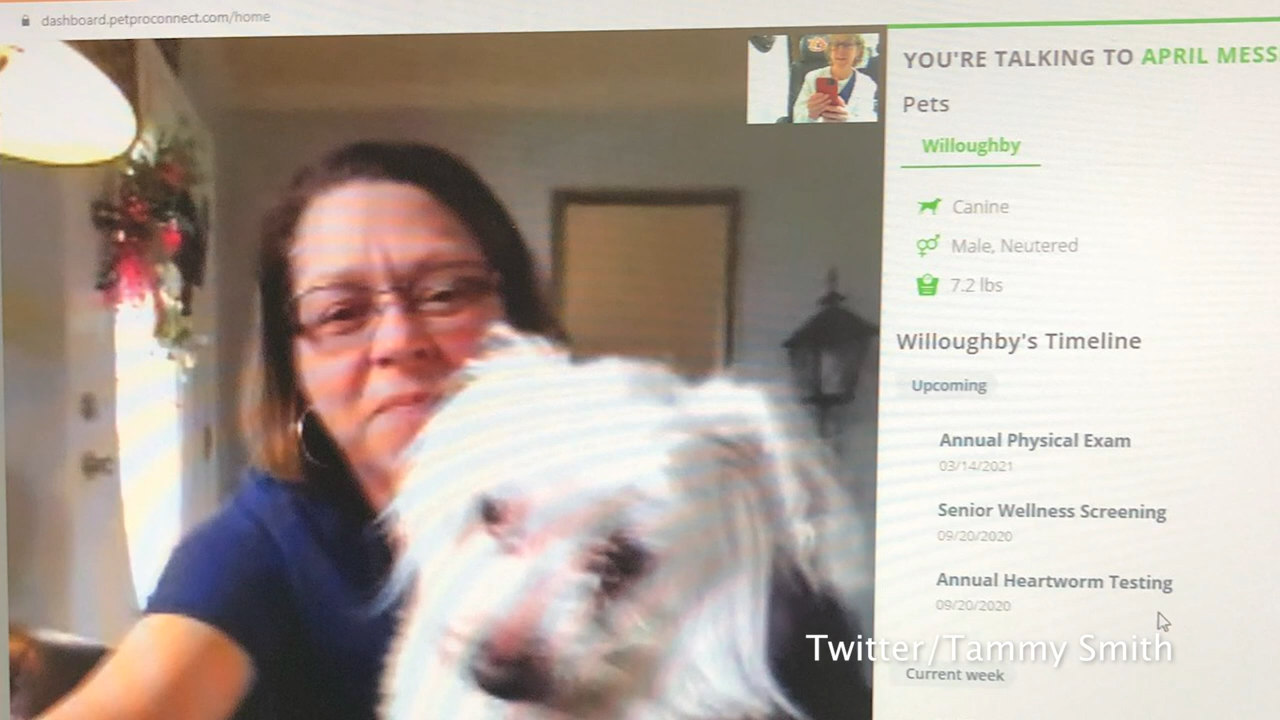 dashboard.petproconnect.com/home
YOU'RE TALKING TO APRIL MESS
Pets
Willoughby
Canine
Male, Neutered
7.2 lbs
Willoughby's Timeline
Upcoming
Annual Physical Exam
03/14/2021
Senior Wellness Screening
09/20/2020
Annual Heartworm Testing
09/20/2020
Twitter/Tammy Smith
Current week